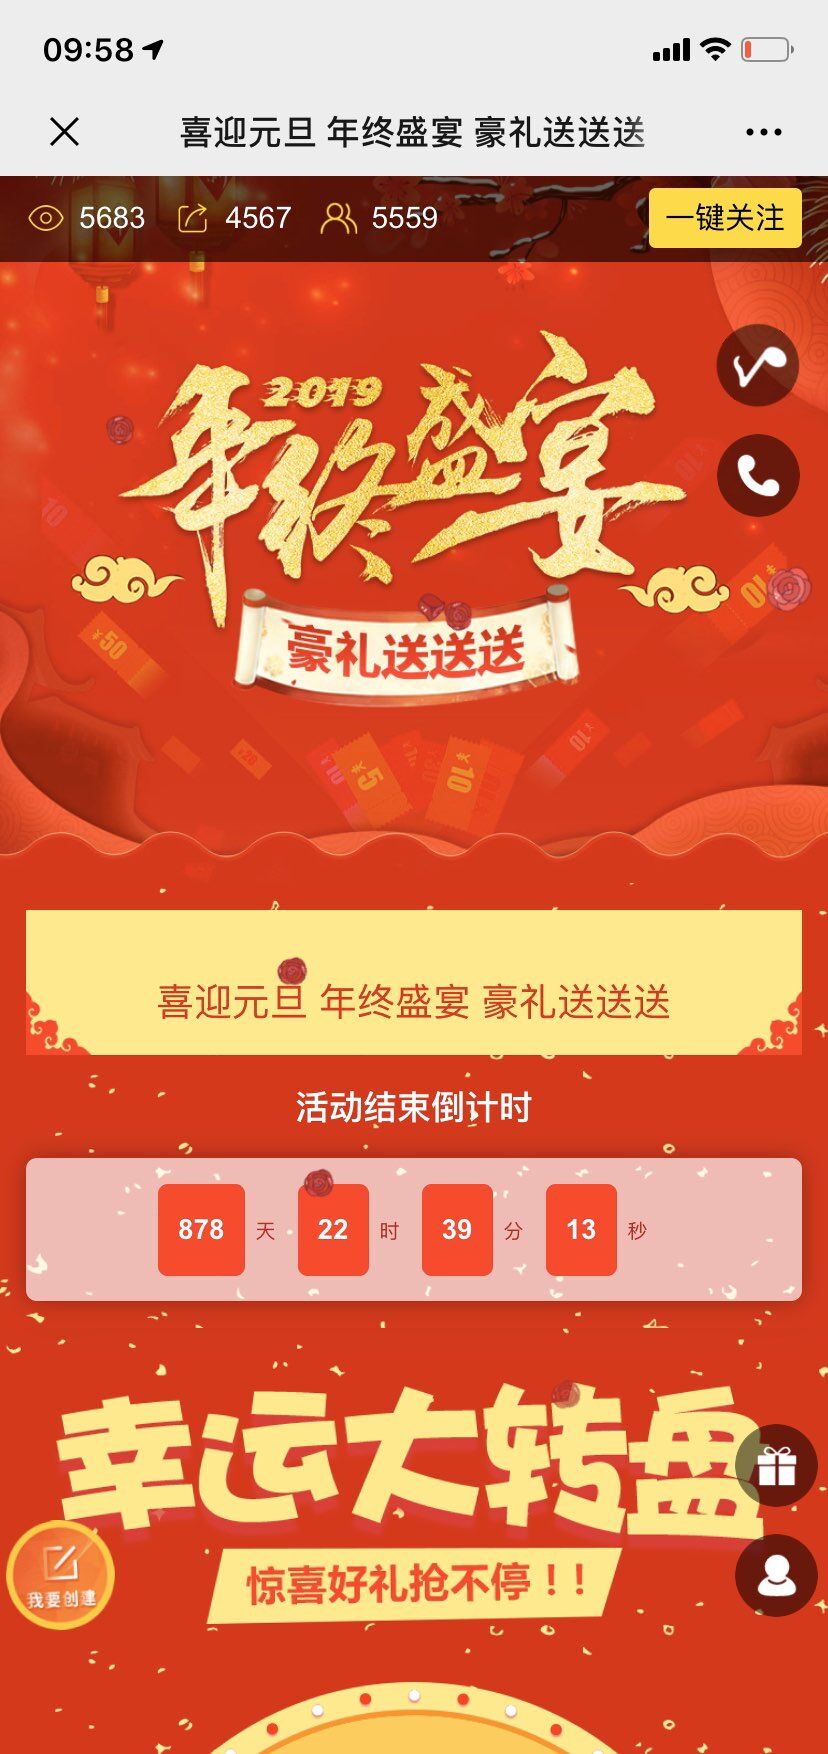 09:58
喜迎元旦 年终盛宴 豪礼送送送
5683 4567 5559 一键关注
2019
年终盛宴
豪礼送送送
¥50
10
5
10
喜迎元旦 年终盛宴 豪礼送送送
活动结束倒计时
878 天 22 时 39 分 13 秒
幸运大转盘
惊喜好礼抢不停!!
我要创建